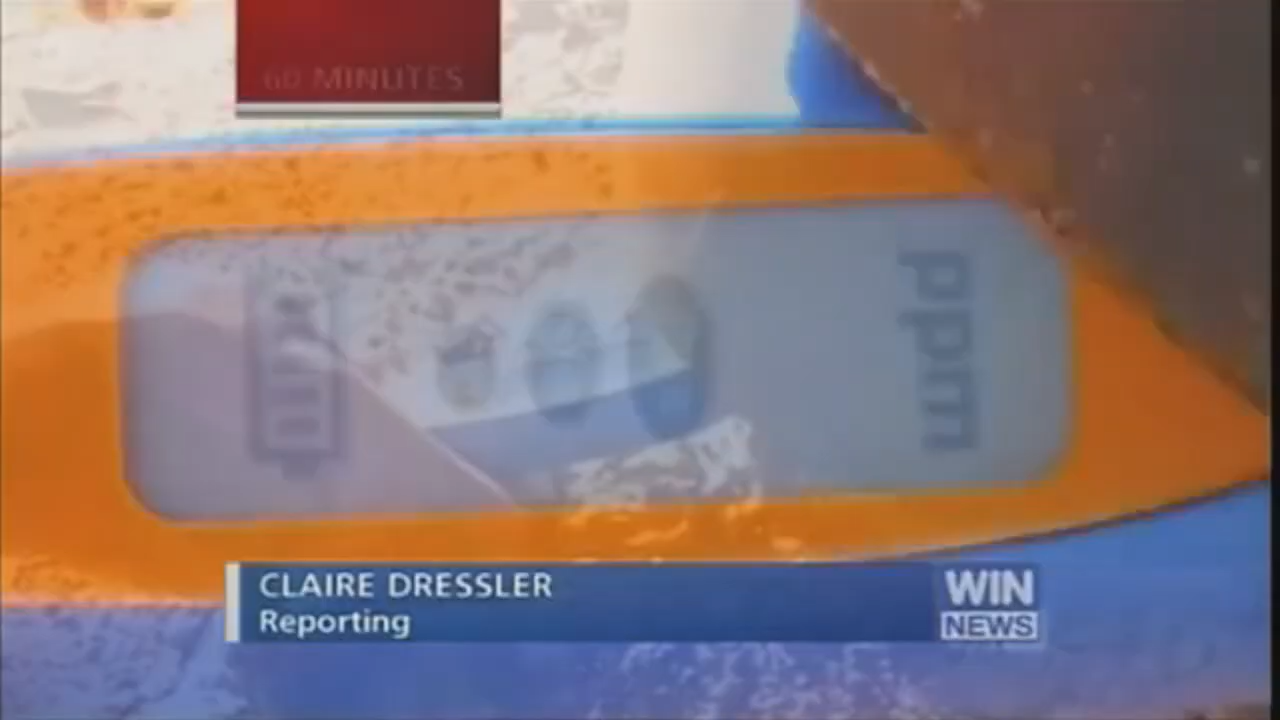 60 MINUTES
ppm
CLAIRE DRESSLER
Reporting
WIN
NEWS